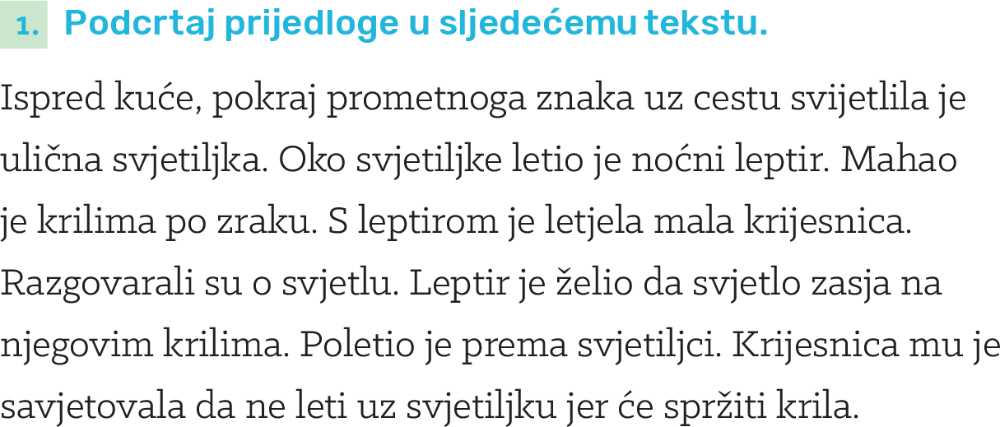 1. Podcrtaj prijedloge u sljedećemu tekstu.
Ispred kuće, pokraj prometnoga znaka uz cestu svijetlila je
ulična svjetiljka. Oko svjetiljke letio je noćni leptir. Mahao
je krilima po zraku. S leptirom je letjela mala krijesnica.
Razgovarali su o svjetlu. Leptir je želio da svjetlo zasja na
njegovim krilima. Poletio je prema svjetiljci. Krijesnica mu je
savjetovala da ne leti uz svjetiljku jer će spržiti krila.